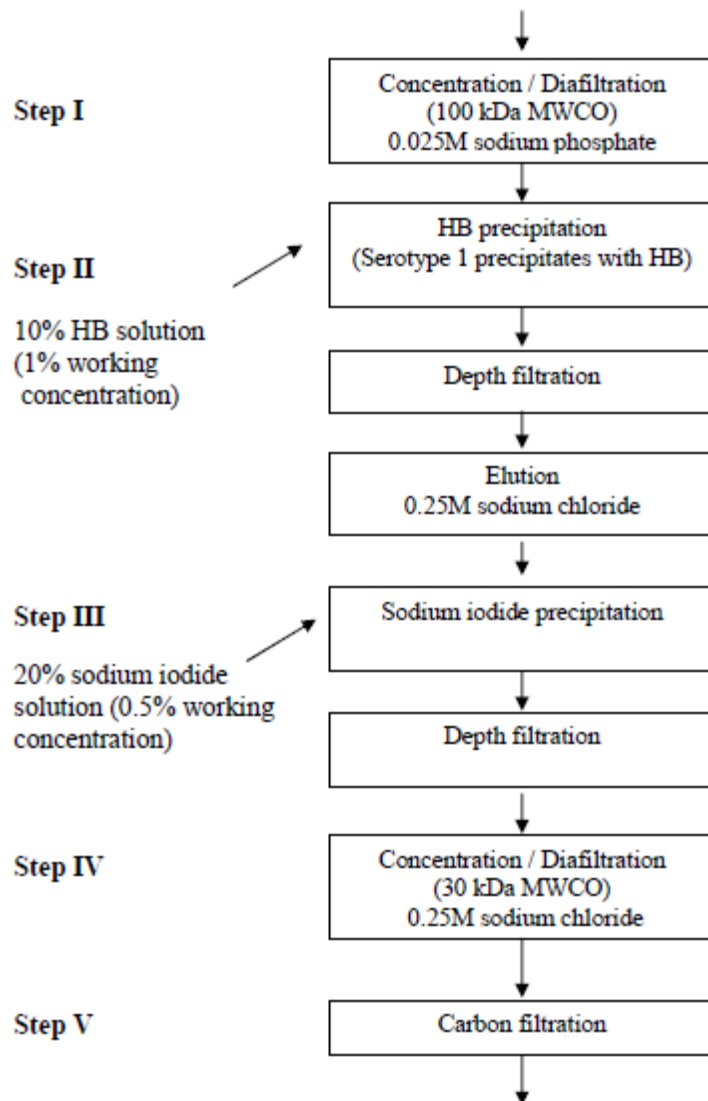 Step I
Concentration / Diafiltration
(100 kDa MWCO)
0.025M sodium phosphate
Step II
10% HB solution
(1% working
concentration)
HB precipitation
(Serotype 1 precipitates with HB)
Depth filtration
Elution
0.25M sodium chloride
Step III
20% sodium iodide
solution (0.5% working
concentration)
Sodium iodide precipitation
Depth filtration
Step IV
Concentration / Diafiltration
(30 kDa MWCO)
0.25M sodium chloride
Step V
Carbon filtration